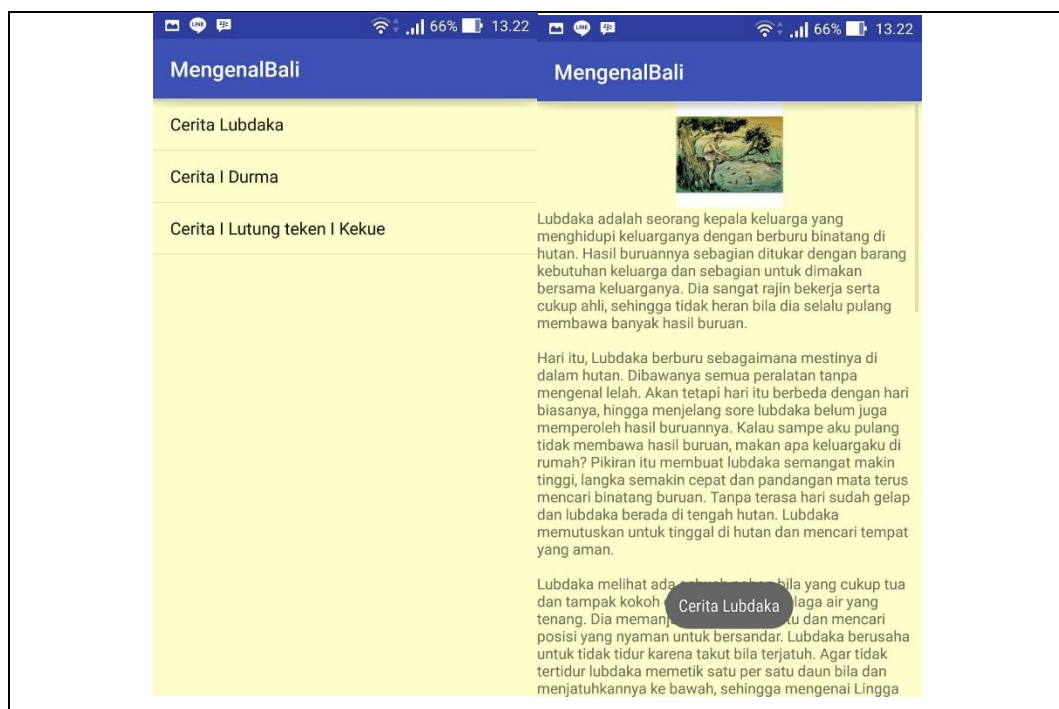 LINE
66%
13.22
MengenalBali
Cerita Lubdaka
Cerita I Durma
Cerita I Lutung teken I Kekue
66%
13.22
MengenalBali
Lubdaka adalah seorang kepala keluarga yang
menghidupi keluarganya dengan berburu binatang di
hutan. Hasil buruannya sebagian ditukar dengan barang
kebutuhan keluarga dan sebagian untuk dimakan
bersama keluarganya. Dia sangat rajin bekerja serta
cukup ahli, sehingga tidak heran bila dia selalu pulang
membawa banyak hasil buruan.
Hari itu, Lubdaka berburu sebagaimana mestinya di
dalam hutan. Dibawanya semua peralatan tanpa
mengenal lelah. Akan tetapi hari itu berbeda dengan hari
biasanya, hingga menjelang sore lubdaka belum juga
memperoleh hasil buruannya. Kalau sampe aku pulang
tidak membawa hasil buruan, makan apa keluargaku di
rumah? Pikiran itu membuat lubdaka semangat makin
tinggi, langka semakin cepat dan pandangan mata terus
mencari binatang buruan. Tanpa terasa hari sudah gelap
dan lubdaka berada di tengah hutan. Lubdaka
memutuskan untuk tinggal di hutan dan mencari tempat
yang aman.
Lubdaka melihat ada bila yang cukup tua
dan tampak kokoh air yang
Cerita Lubdaka
tenang. Dia dan mencari
posisi yang nyaman untuk bersandar. Lubdaka berusaha
untuk tidak tidur karena takut bila terjatuh. Agar tidak
tertidur lubdaka memetik satu per satu daun bila dan
menjatuhkannya ke bawah, sehingga mengenai Lingga